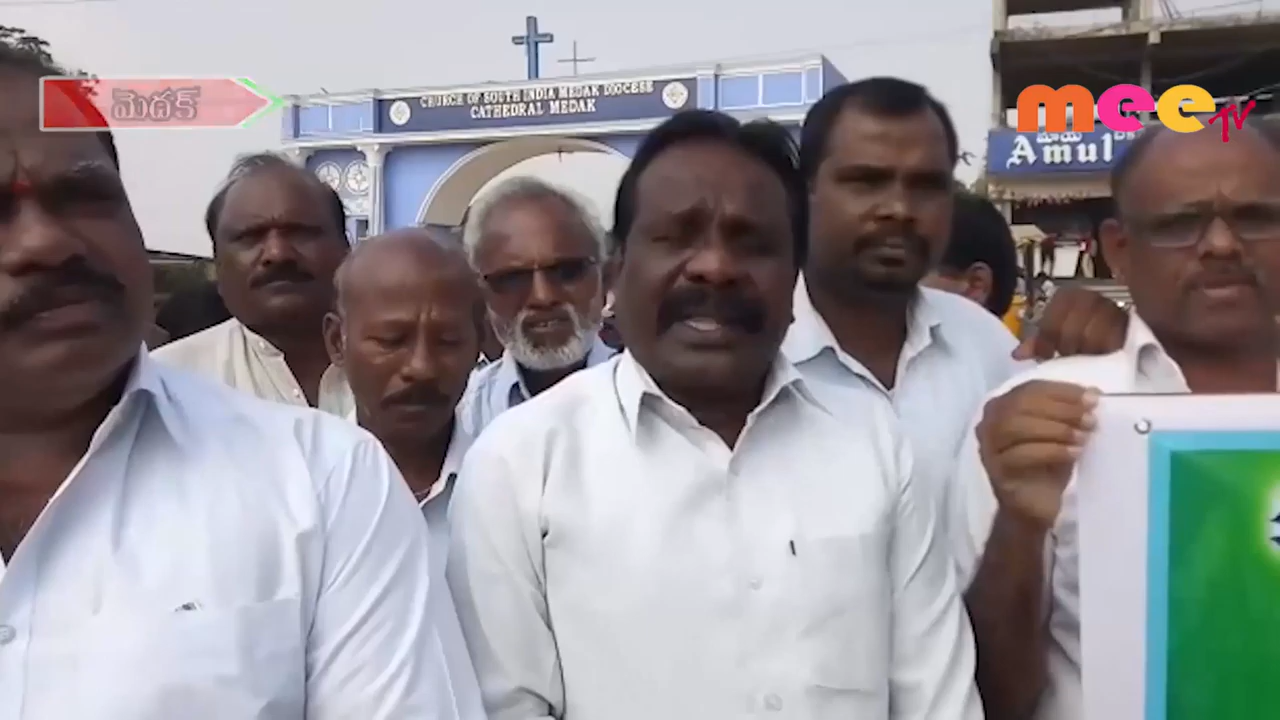 మెదక్
mee TV
CHURCH OF SOUTH INDIA MEDAK DIOCESE
CATHEDRAL MEDAK
Amul